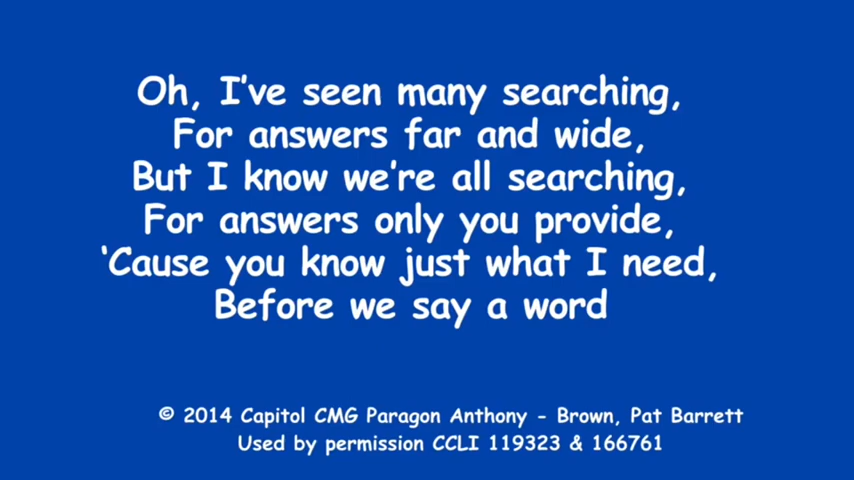 Oh, I've seen many searching,
For answers far and wide,
But I know we're all searching,
For answers only you provide,
‘Cause you know just what I need,
Before we say a word
© 2014 Capitol CMG Paragon Anthony - Brown, Pat Barrett
Used by permission CCLI 119323 & 166761